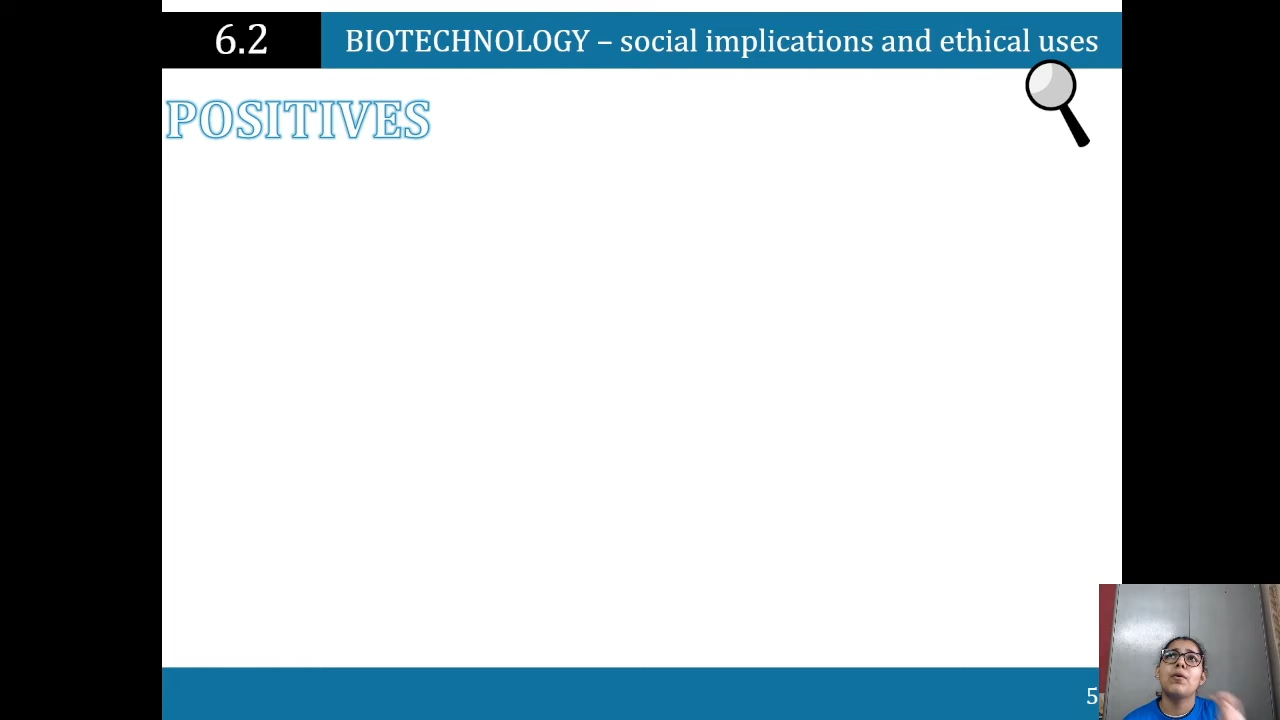 6.2
BIOTECHNOLOGY – social implications and ethical uses
POSITIVES
5